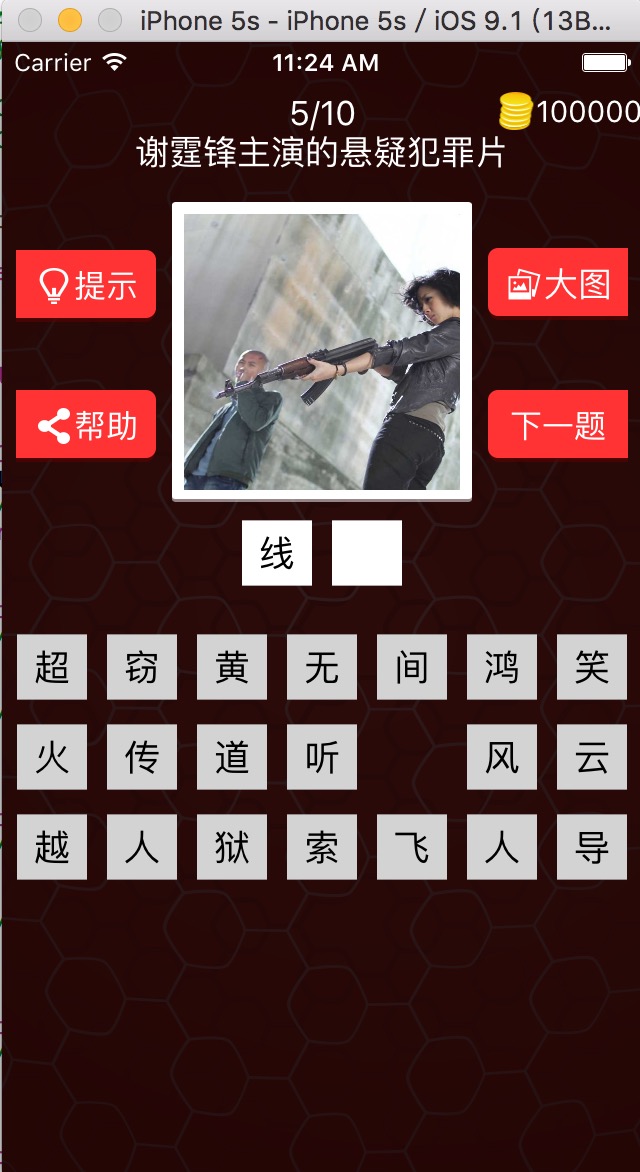 iPhone 5s - iPhone 5s / iOS 9.1 (13B...
Carrier 11:24 AM
5/10 100000
谢霆锋主演的悬疑犯罪片
提示 大图
帮助 下一题
线
超 窃 黄 无 间 鸿 笑
火 传 道 听 风 云
越 人 狱 索 飞 人 导